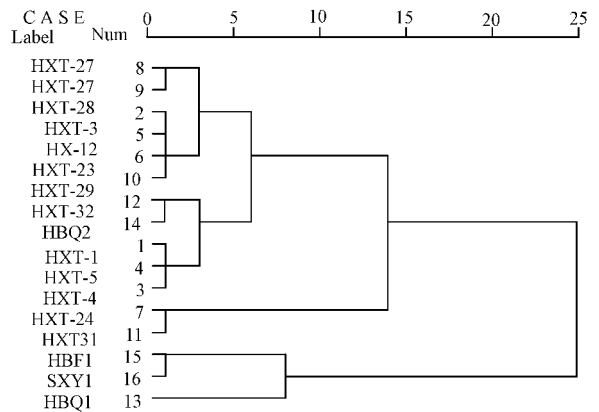 C A S E 0 5 10 15 20 25
Label Num
HXT-27 8
HXT-27 9
HXT-28 2
HXT-3 5
HX-12 6
HXT-23 10
HXT-29 12
HXT-32 14
HBQ2 1
HXT-1 4
HXT-5 3
HXT-4
HXT-24 7
HXT31 11
HBF1 15
SXY1 16
HBQ1 13